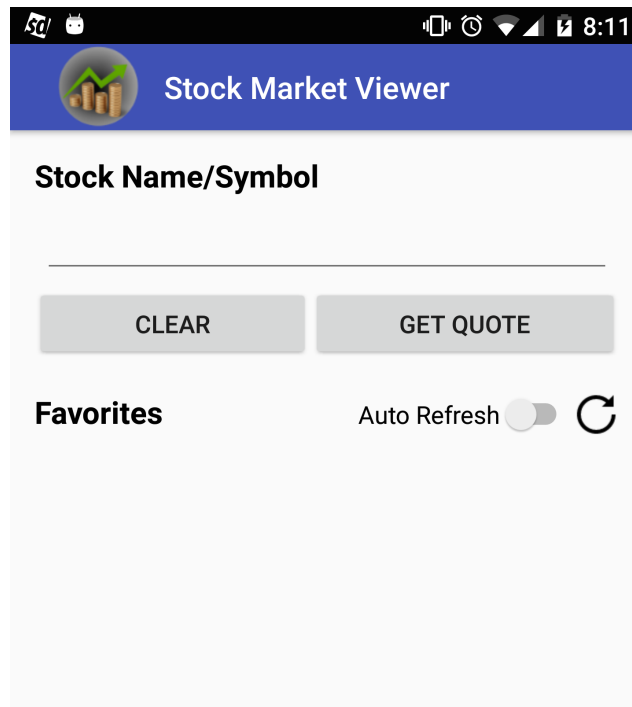 8:11
Stock Market Viewer
Stock Name/Symbol
CLEAR GET QUOTE
Favorites Auto Refresh